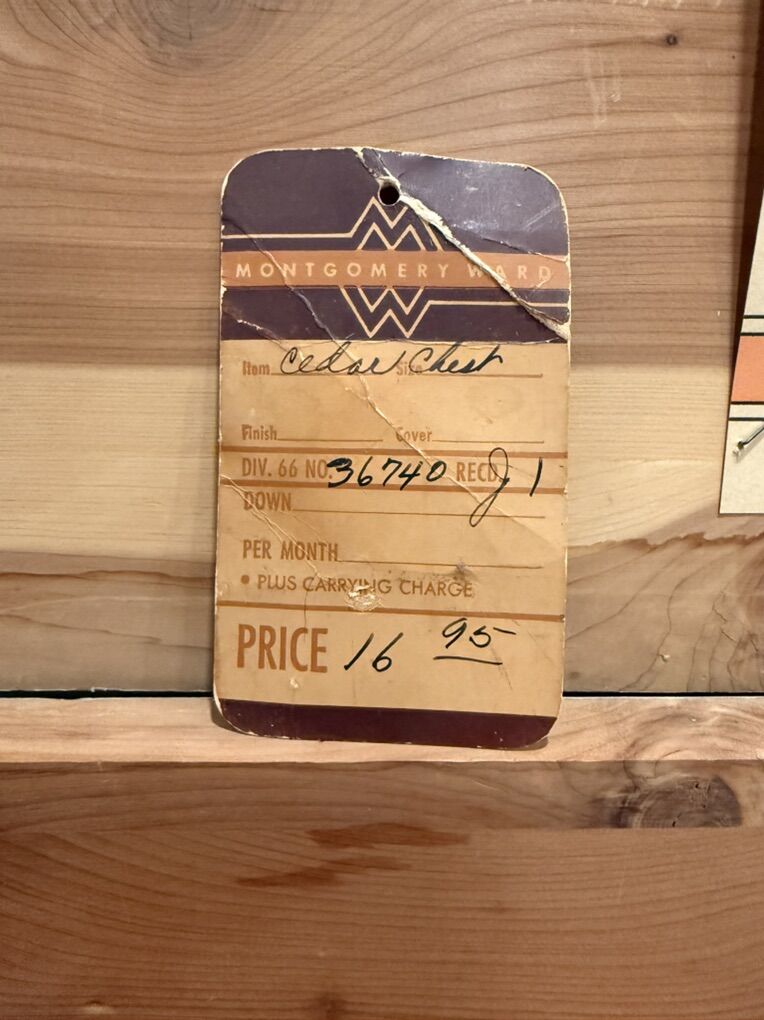 MONTGOMERY WARD
Item Cedar Chest Size
Finish Cover
DIV. 66 NO. 36740 RECD. J 1
DOWN
PER MONTH
• PLUS CARRYING CHARGE
PRICE 16 95